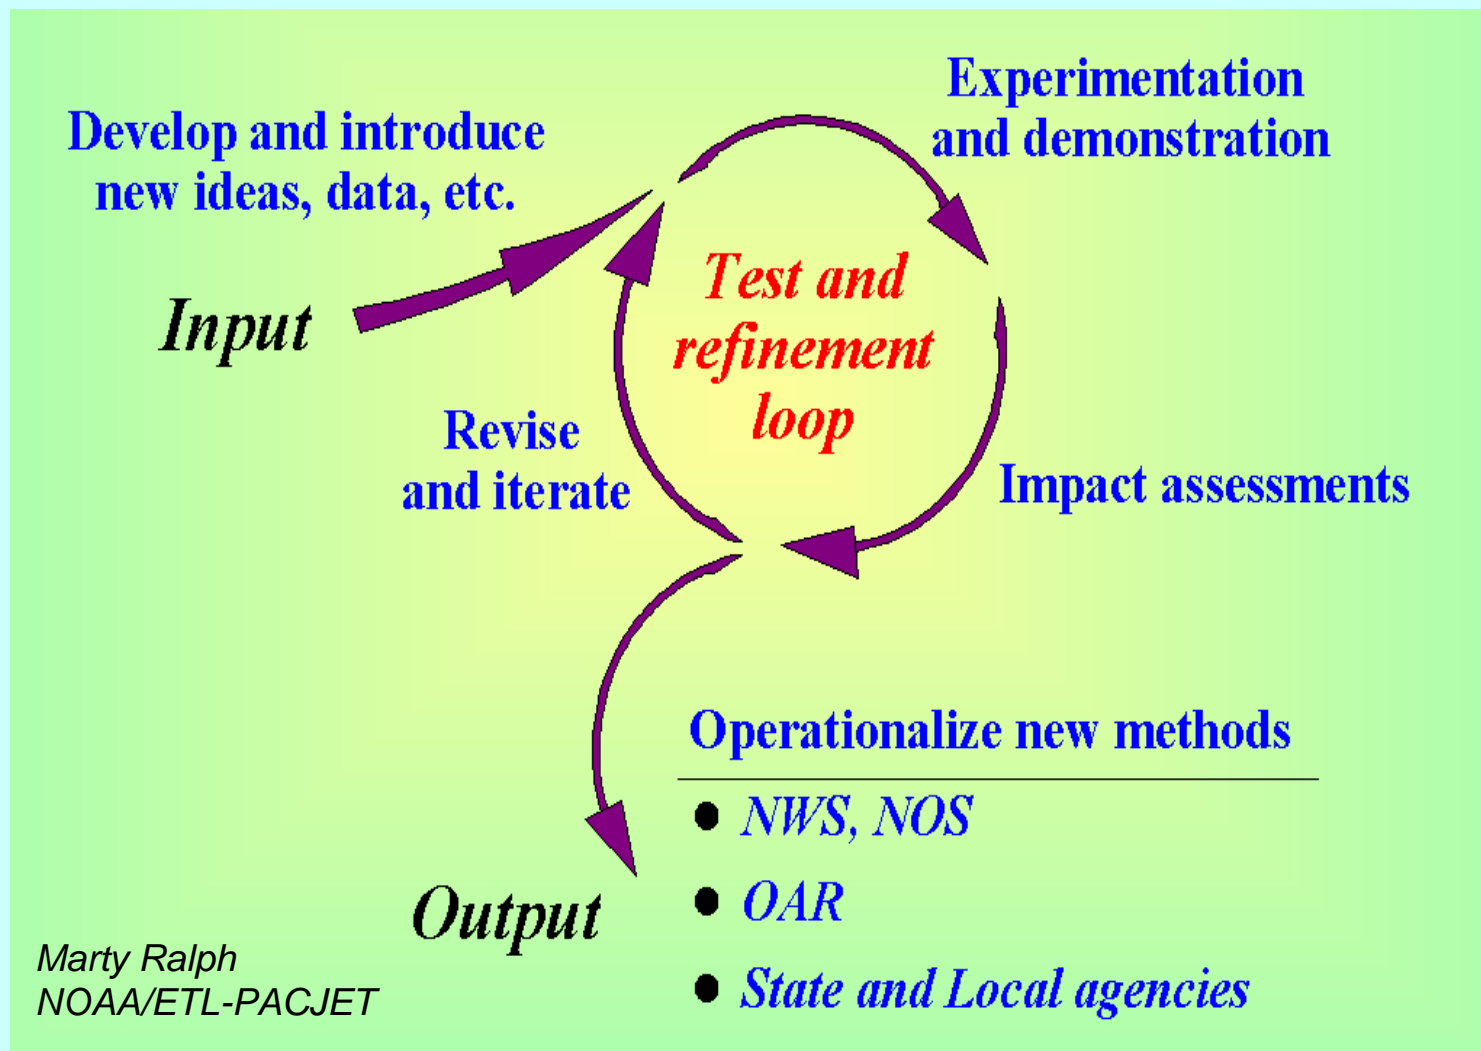 Experimentation
and demonstration
Develop and introduce
new ideas, data, etc.
Input
Test and
refinement
loop
Revise
and iterate
Impact assessments
Operationalize new methods
● NWS, NOS
● OAR
● State and Local agencies
Output
Marty Ralph
NOAA/ETL-PACJET